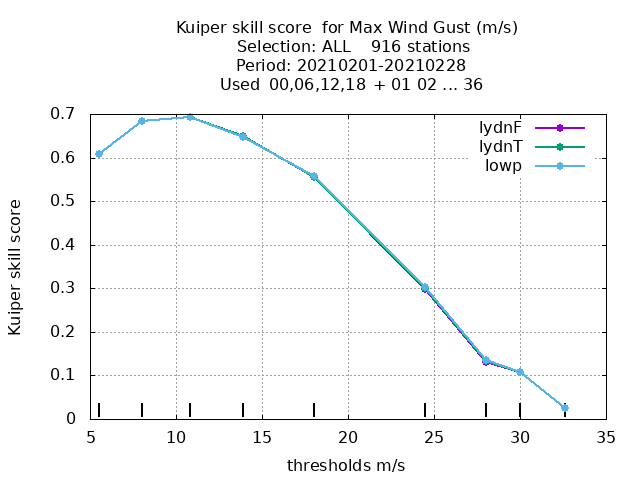 Kuiper skill score  for Max Wind Gust (m/s)
Selection: ALL    916 stations
Period: 20210201-20210228
Used  00,06,12,18  + 01 02 ... 36
lydnF
lydnT
lowp
0.7
0.6
0.5
0.4
0.3
0.2
0.1
0
Kuiper skill score
5 10 15 20 25 30 35
thresholds m/s